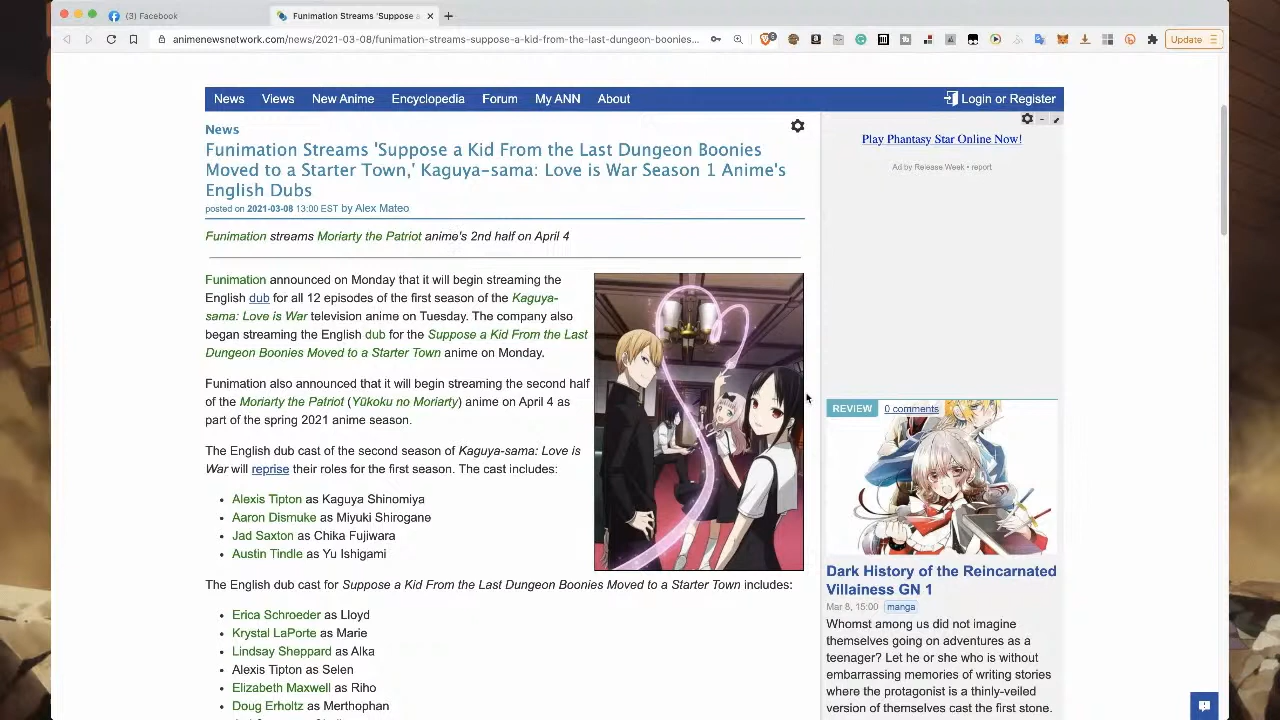 (3) Facebook
Funimation Streams 'Suppose a
animenewsnetwork.com/news/2021-03-08/funimation-streams-suppose-a-kid-from-the-last-dungeon-boonies...
Update
News Views New Anime Encyclopedia Forum My ANN About
Login or Register
News
Funimation Streams 'Suppose a Kid From the Last Dungeon Boonies
Moved to a Starter Town,' Kaguya-sama: Love is War Season 1 Anime's
English Dubs
posted on 2021-03-08 13:00 EST by Alex Mateo
Funimation streams Moriarty the Patriot anime's 2nd half on April 4
Funimation announced on Monday that it will begin streaming the
English dub for all 12 episodes of the first season of the Kaguya-
sama: Love is War television anime on Tuesday. The company also
began streaming the English dub for the Suppose a Kid From the Last
Dungeon Boonies Moved to a Starter Town anime on Monday.
Funimation also announced that it will begin streaming the second half
of the Moriarty the Patriot (Yūkoku no Moriarty) anime on April 4 as
part of the spring 2021 anime season.
The English dub cast of the second season of Kaguya-sama: Love is
War will reprise their roles for the first season. The cast includes:
• Alexis Tipton as Kaguya Shinomiya
• Aaron Dismuke as Miyuki Shirogane
• Jad Saxton as Chika Fujiwara
• Austin Tindle as Yu Ishigami
The English dub cast for Suppose a Kid From the Last Dungeon Boonies Moved to a Starter Town includes:
• Erica Schroeder as Lloyd
• Krystal LaPorte as Marie
• Lindsay Sheppard as Alka
• Alexis Tipton as Selen
• Elizabeth Maxwell as Riho
• Doug Erholtz as Merthophan
Play Phantasy Star Online Now!
Ad by Release Week • report
REVIEW 0 comments
Dark History of the Reincarnated
Villainess GN 1
Mar 8, 15:00 manga
Whomst among us did not imagine
themselves going on adventures as a
teenager? Let he or she who is without
embarrassing memories of writing stories
where the protagonist is a thinly-veiled
version of themselves cast the first stone.